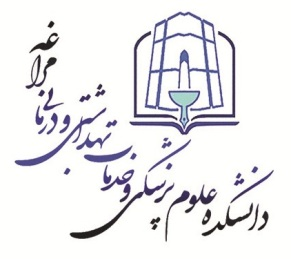 دانشکده علوم پزشکی و خدمات بهداشتی و درمانی مراغه